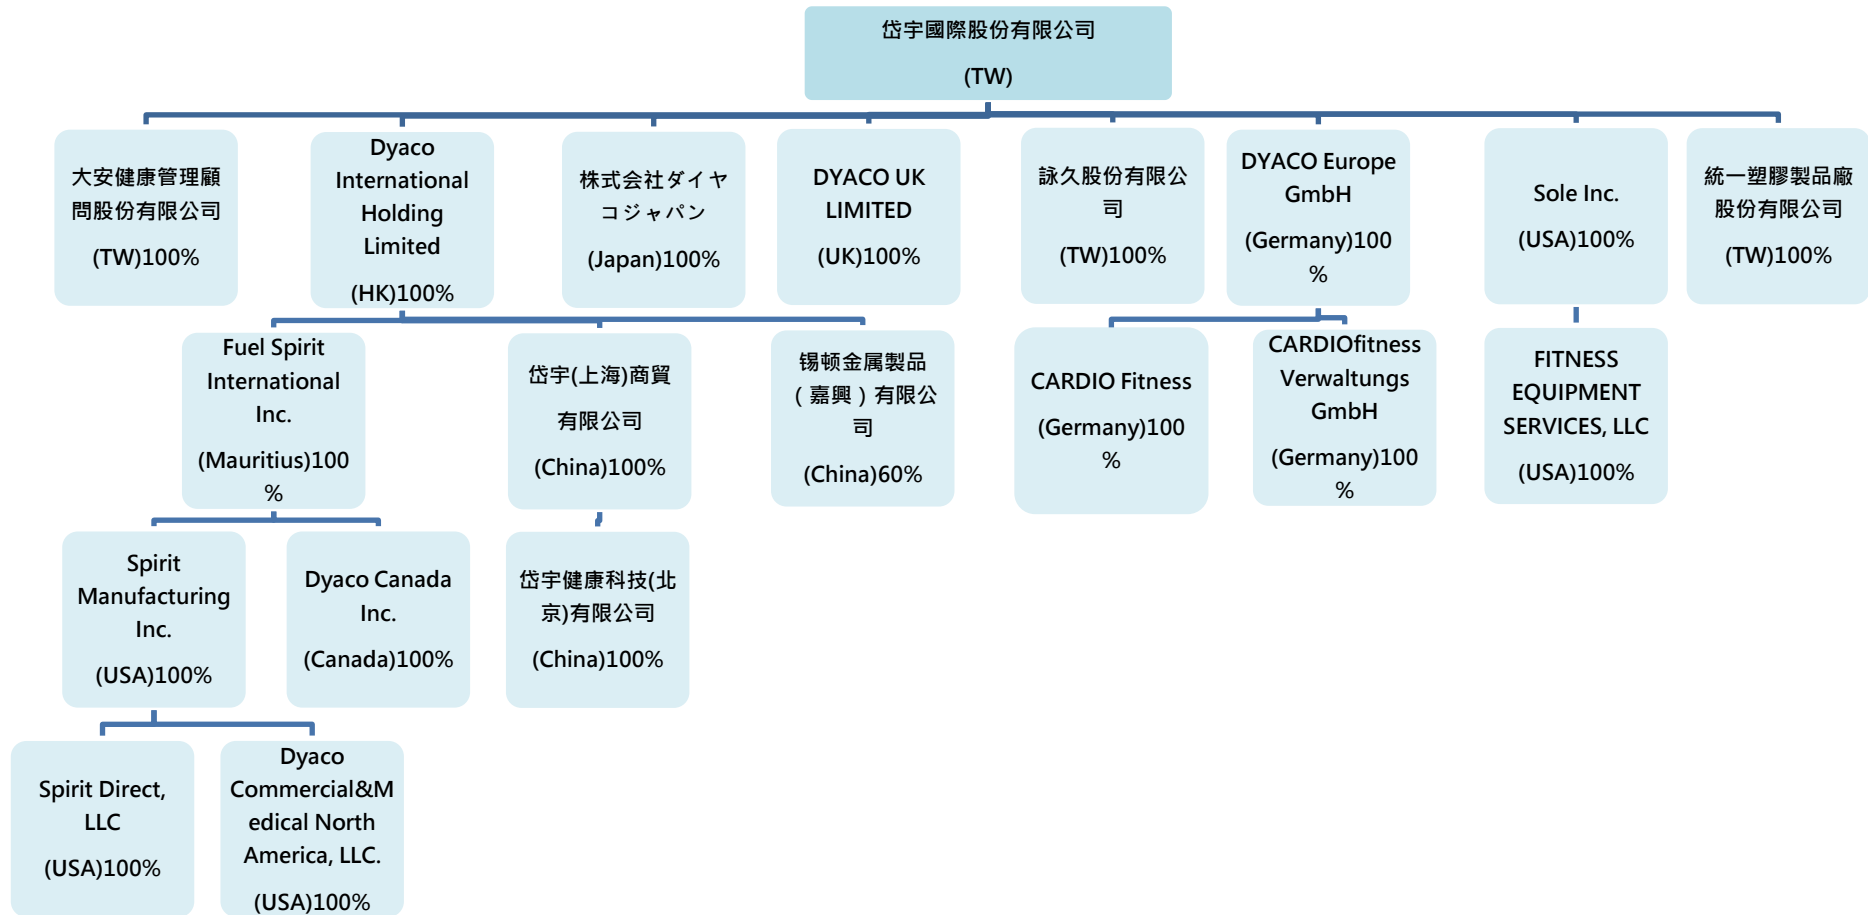 岱宇國際股份有限公司
(TW)
大安健康管理顧
問股份有限公司
(TW)100%
Dyaco
International
Holding
Limited
(HK)100%
株式会社ダイヤ
コジャパン
(Japan)100%
DYACO UK
LIMITED
(UK)100%
詠久股份有限公
司
(TW)100%
DYACO Europe
GmbH
(Germany)100
%
Sole Inc.
(USA)100%
統一塑膠製品廠
股份有限公司
(TW)100%
Fuel Spirit
International
Inc.
(Mauritius)100
%
岱宇(上海)商貿
有限公司
(China)100%
锡顿金属製品
（嘉興）有限公
司
(China)60%
CARDIO Fitness
(Germany)100
%
CARDIOfitness
Verwaltungs
GmbH
(Germany)100
%
FITNESS
EQUIPMENT
SERVICES, LLC
(USA)100%
Spirit
Manufacturing
Inc.
(USA)100%
Dyaco Canada
Inc.
(Canada)100%
岱宇健康科技(北
京)有限公司
(China)100%
Spirit Direct,
LLC
(USA)100%
Dyaco
Commercial&M
edical North
America, LLC.
(USA)100%